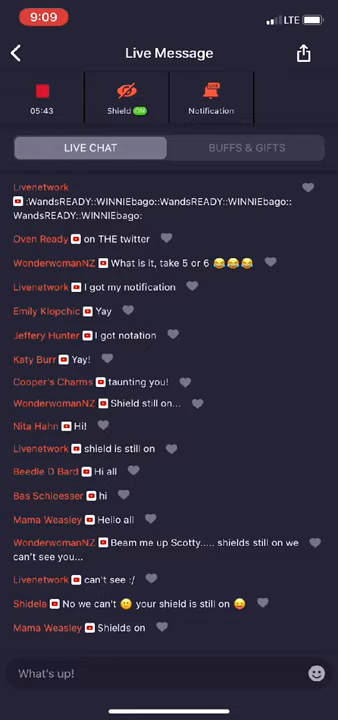 9:09
LTE
Live Message
05:43
Shield ON
LIVE
Notification
LIVE CHAT
BUFFS & GIFTS
Livenetwork
:WandsREADY::WINNIEbago::WandsREADY::WINNIEbago::
WandsREADY::WINNIEbago:
Oven Ready on THE twitter
WonderwomanNZ What is it, take 5 or 6 😂😂😂
Livenetwork I got my notification
Emily Klopchic Yay
Jeffery Hunter I got notation
Katy Burr Yay!
Cooper's Charms taunting you!
WonderwomanNZ Shield still on...
Nita Hahn Hi!
Livenetwork shield is still on
Beedle D Bard Hi all
Bas Schloesser hi
Mama Weasley Hello all
WonderwomanNZ Beam me up Scotty..... shields still on we
can't see you...
Livenetwork can't see :/
Shidela No we can't 🙁 your shield is still on 😝
Mama Weasley Shields on
What's up!